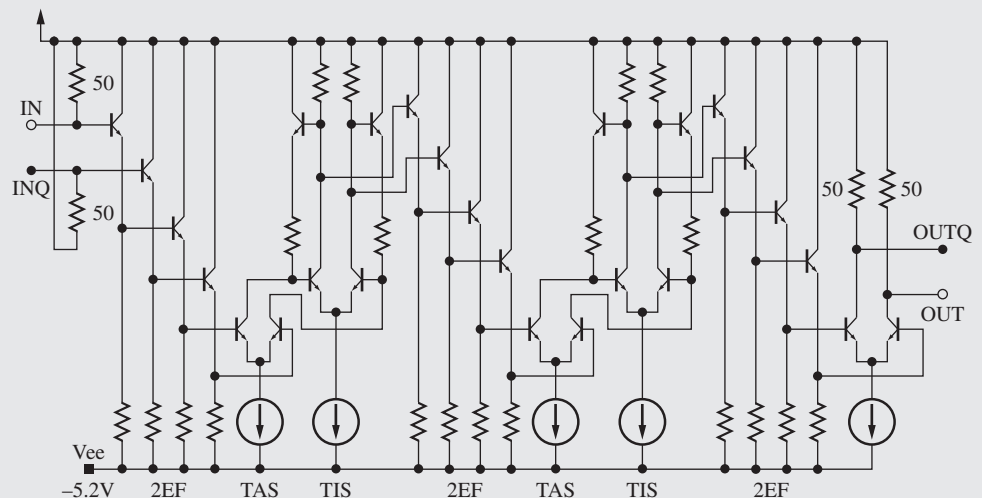 50
IN
INQ
50
50
50
OUTQ
OUT
Vee
–5.2V
2EF
TAS
TIS
2EF
TAS
TIS
2EF